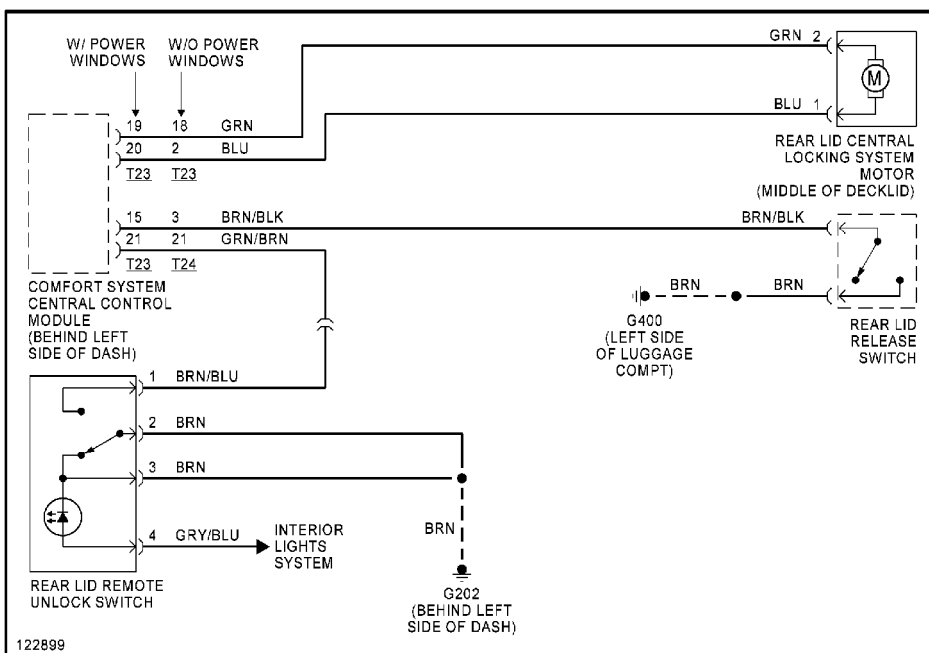 W/ POWER
WINDOWS
W/O POWER
WINDOWS
19 18 GRN
20 2 BLU
T23 T23
15 3 BRN/BLK
21 21 GRN/BRN
T23 T24
COMFORT SYSTEM
CENTRAL CONTROL
MODULE
(BEHIND LEFT
SIDE OF DASH)
GRN 2
M
BLU 1
REAR LID CENTRAL
LOCKING SYSTEM
MOTOR
(MIDDLE OF DECKLID)
BRN/BLK
BRN BRN
G400
(LEFT SIDE
OF LUGGAGE
COMPT)
REAR LID
RELEASE
SWITCH
1 BRN/BLU
2 BRN
3 BRN
4 GRY/BLU
INTERIOR
LIGHTS
SYSTEM
REAR LID REMOTE
UNLOCK SWITCH
BRN
G202
(BEHIND LEFT
SIDE OF DASH)
122899